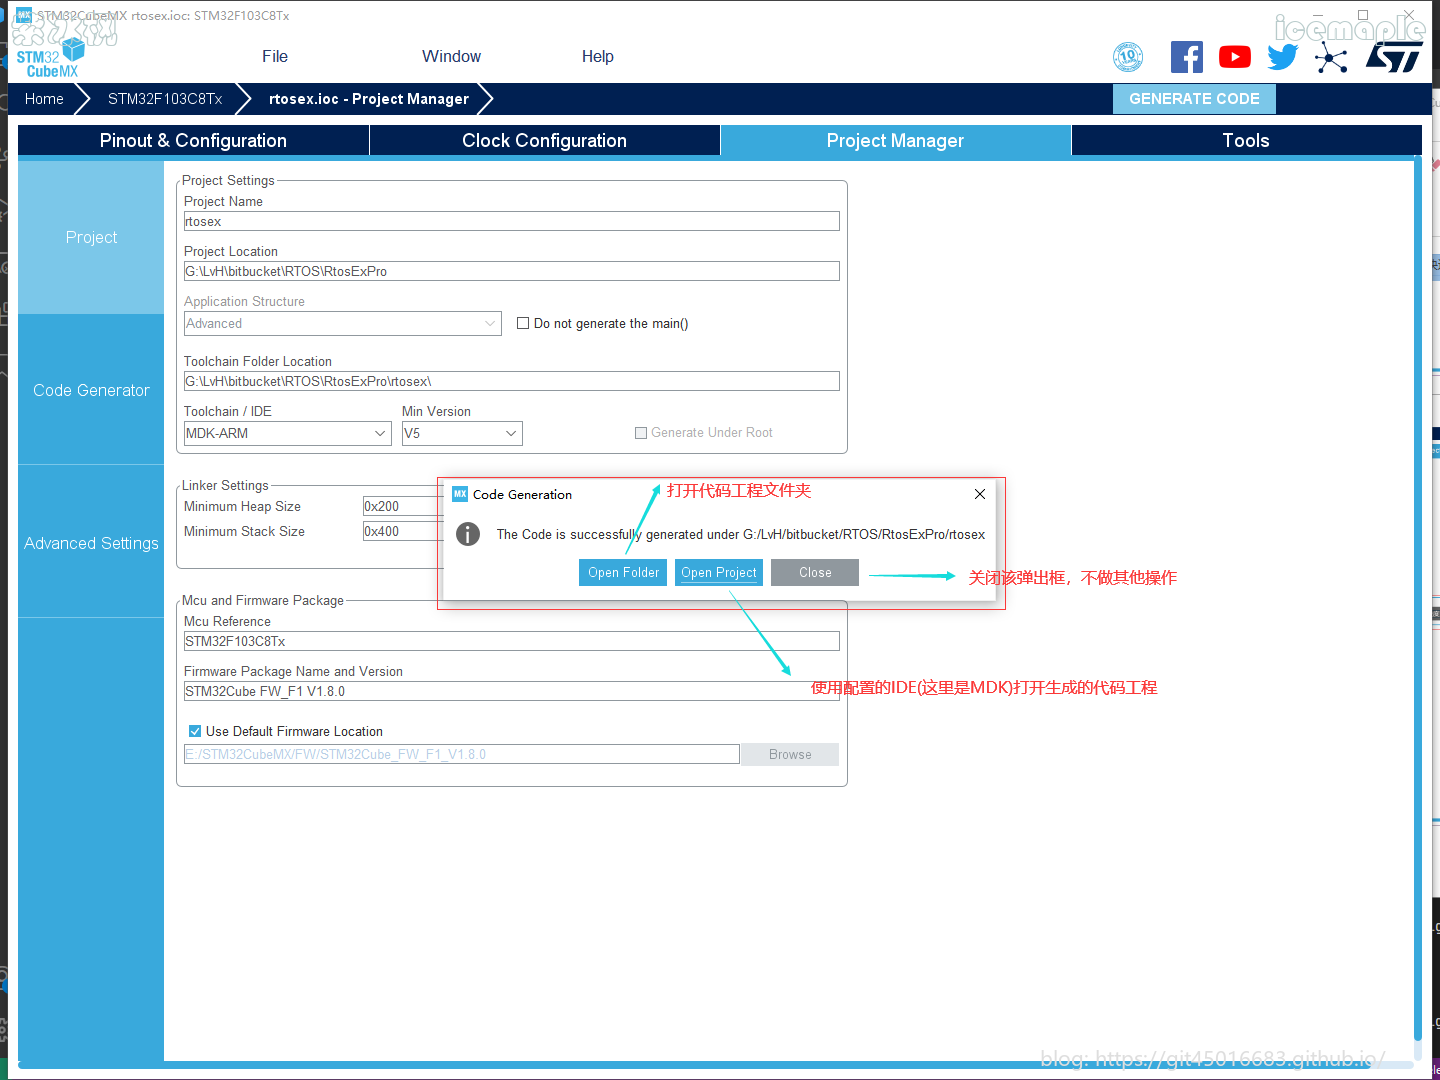 MX STM32CubeMX rtosex.ioc: STM32F103C8Tx
icemaple
STM32
CubeMX
File Window Help
10
Home STM32F103C8Tx rtosex.ioc - Project Manager GENERATE CODE
Pinout & Configuration Clock Configuration Project Manager Tools
Project
Code Generator
Advanced Settings
Project Settings
Project Name
rtosex
Project Location
G:\LvH\bitbucket\RTOS\RtosExPro
Application Structure
Advanced Do not generate the main()
Toolchain Folder Location
G:\LvH\bitbucket\RTOS\RtosExPro\rtosex\
Toolchain / IDE Min Version
MDK-ARM V5 Generate Under Root
Linker Settings
Minimum Heap Size 0x200
Minimum Stack Size 0x400
MX Code Generation
打开代码工程文件夹
The Code is successfully generated under G:/LvH/bitbucket/RTOS/RtosExPro/rtosex
Open Folder Open Project Close
关闭该弹出框，不做其他操作
Mcu and Firmware Package
Mcu Reference
STM32F103C8Tx
Firmware Package Name and Version
STM32Cube FW_F1 V1.8.0
使用配置的IDE(这里是MDK)打开生成的代码工程
Use Default Firmware Location
E:/STM32CubeMX/FW/STM32Cube_FW_F1_V1.8.0 Browse
blog: https://git45016683.github.io/